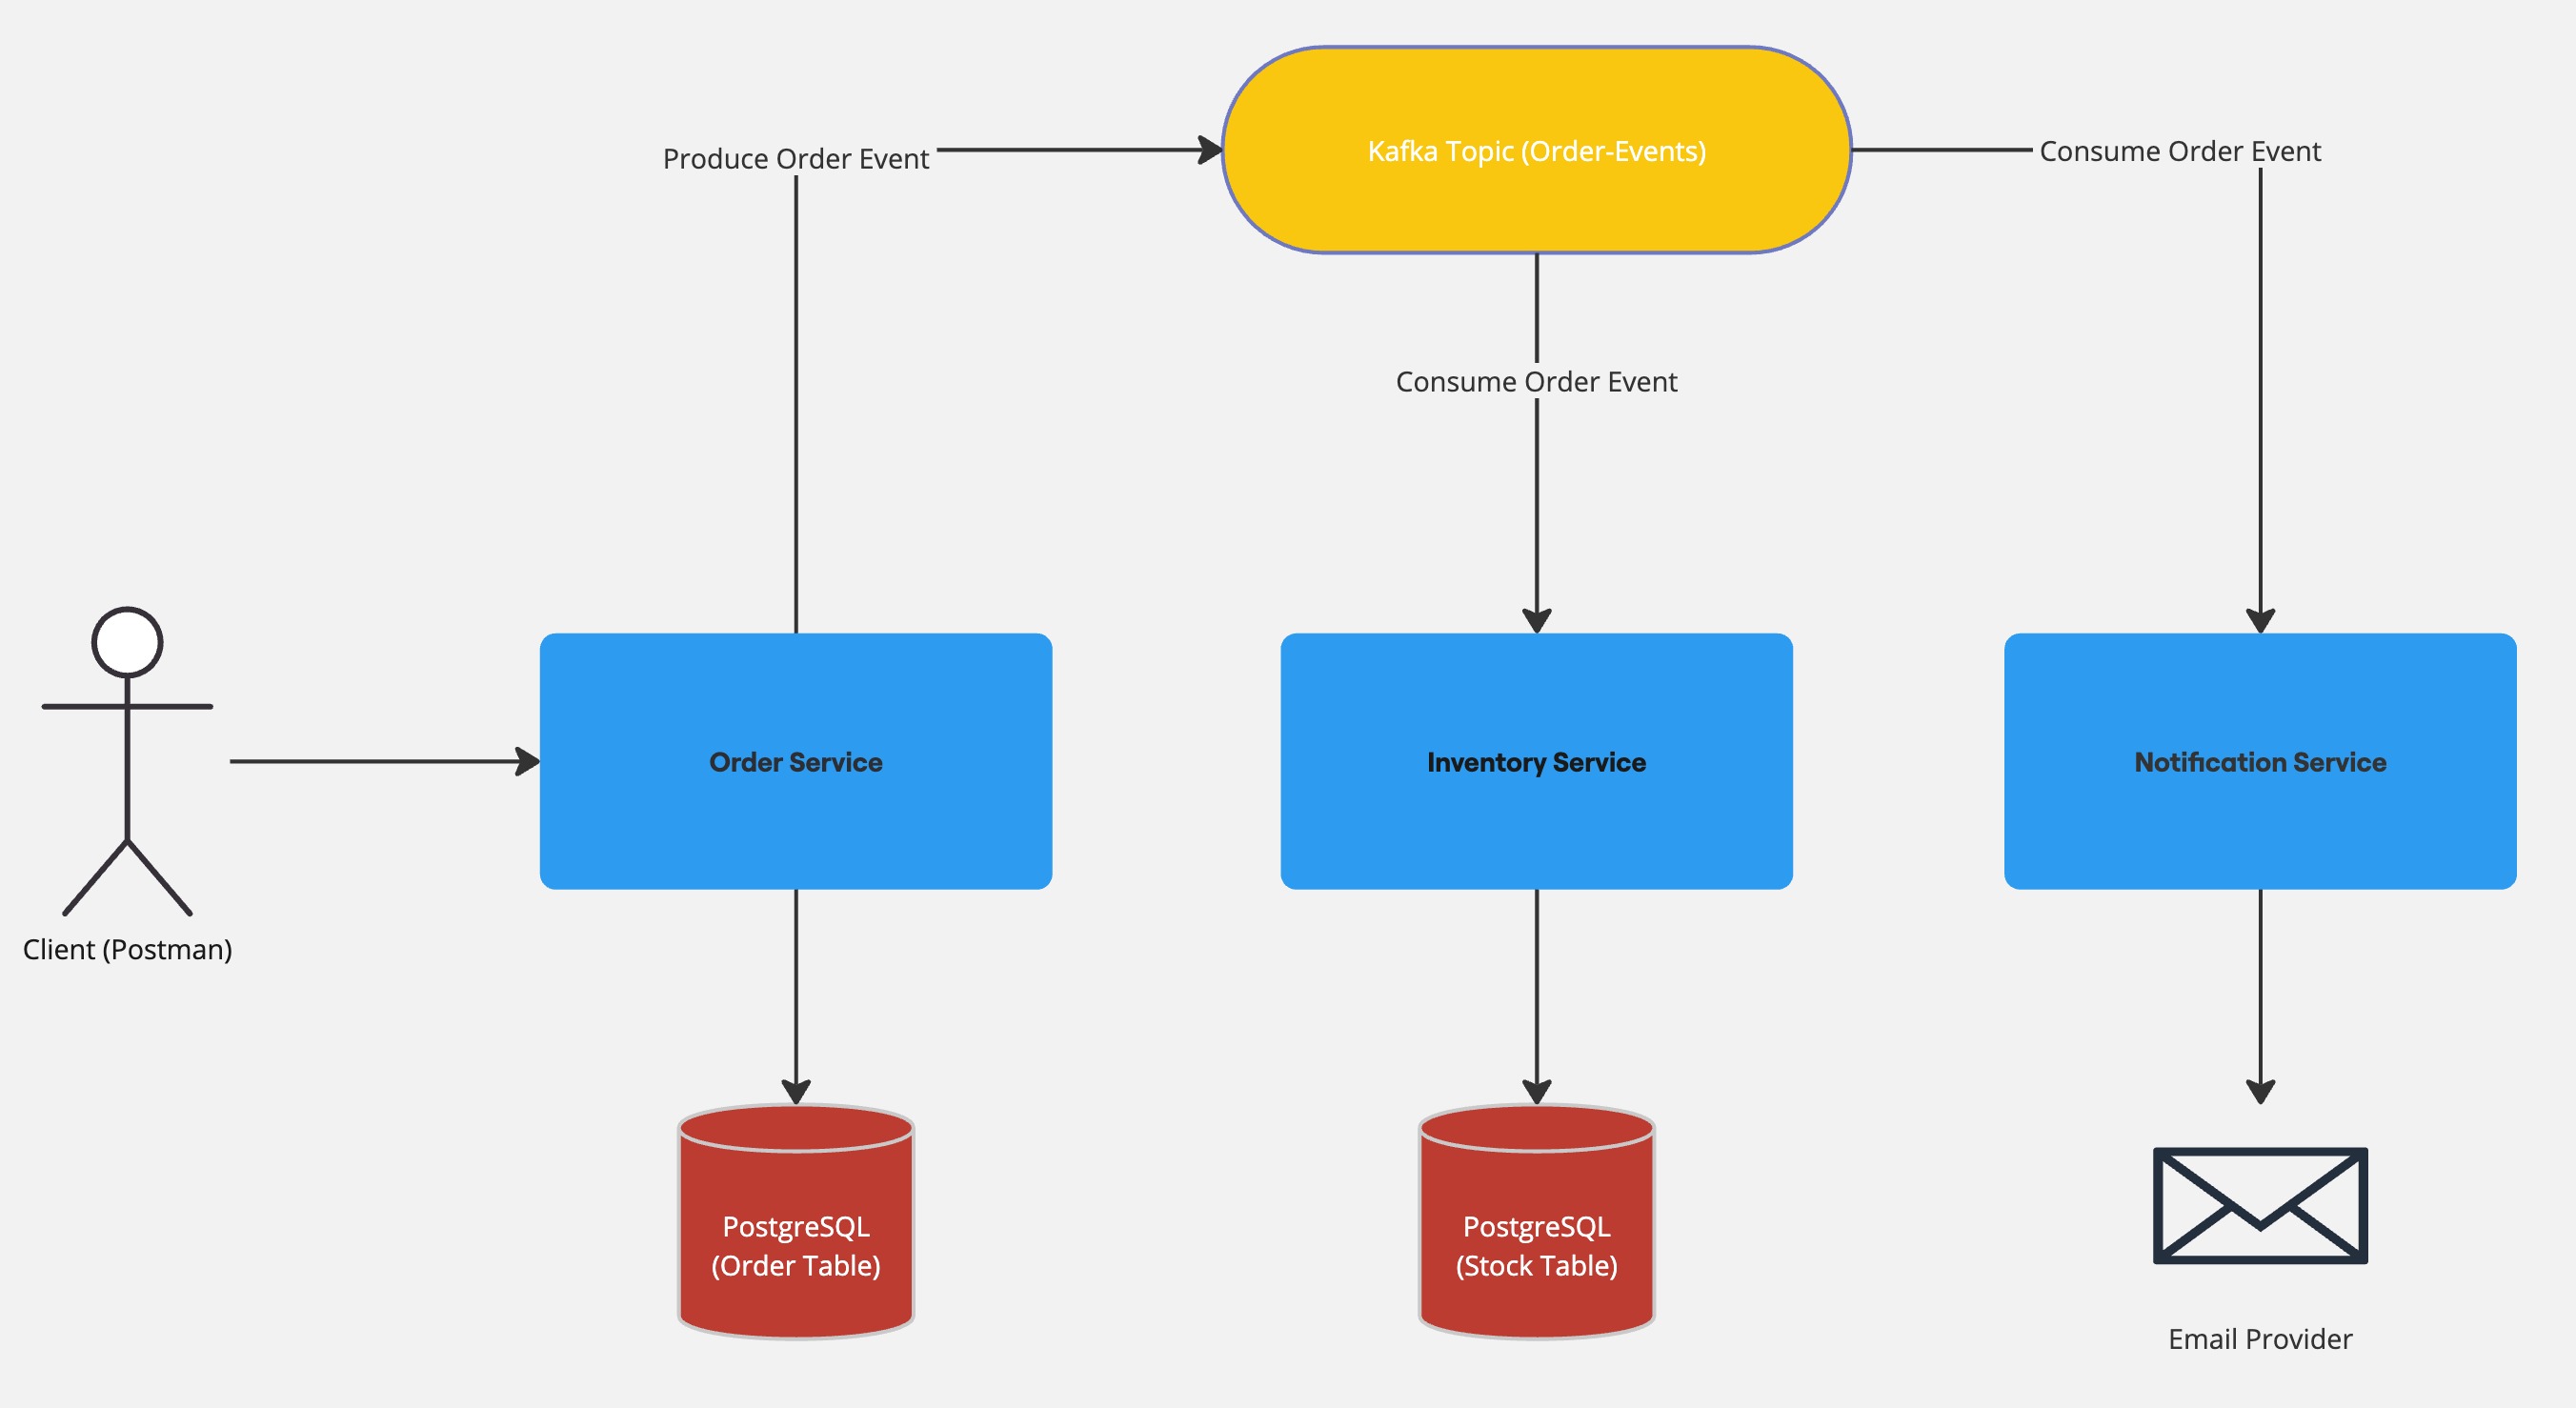 Kafka Topic (Order-Events)
Produce Order Event
Consume Order Event
Consume Order Event
Order Service
Inventory Service
Notification Service
Client (Postman)
PostgreSQL
(Order Table)
PostgreSQL
(Stock Table)
Email Provider